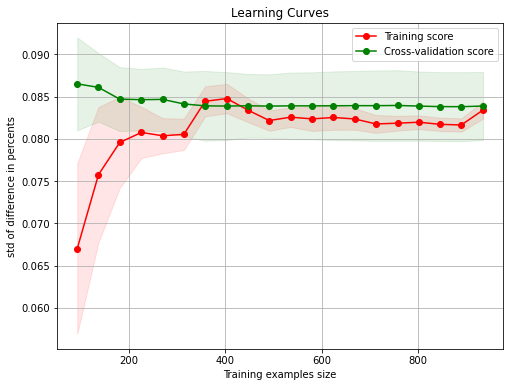 Learning Curves
Training score
Cross-validation score
0.090
0.085
0.080
0.075
0.070
0.065
0.060
std of difference in percents
200
400
600
800
Training examples size